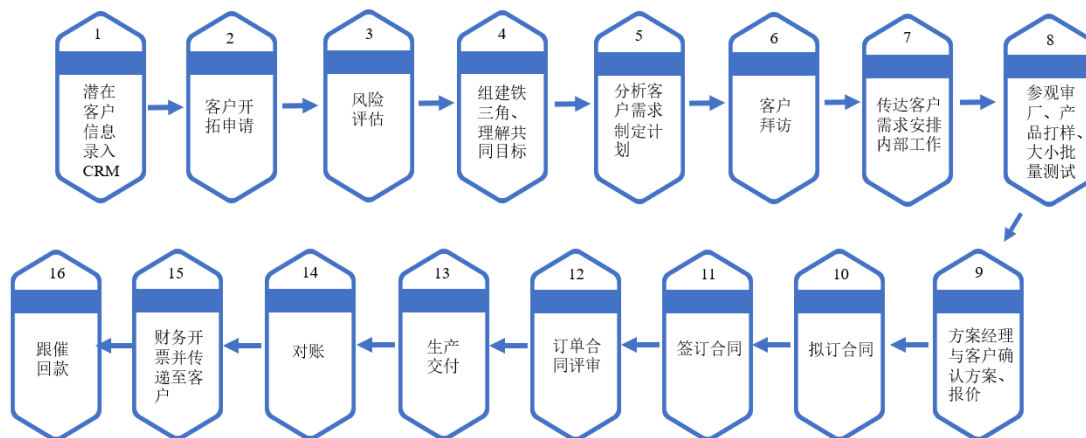 1
潜在
客户
信息
录入
CRM
2
客户开
拓申请
3
风险
评估
4
组建铁
三角、
理解共
同目标
5
分析客
户需求
制定计
划
6
客户
拜访
7
传达客户
需求安排
内部工作
8
参观审
厂、产
品打样、
大小批
量测试
9
方案经理
与客户确
认方案、
报价
10
拟订合同
11
签订合同
12
订单合
同评审
13
生产
交付
14
对账
15
财务开
票并传
递至客
户
16
跟催
回款